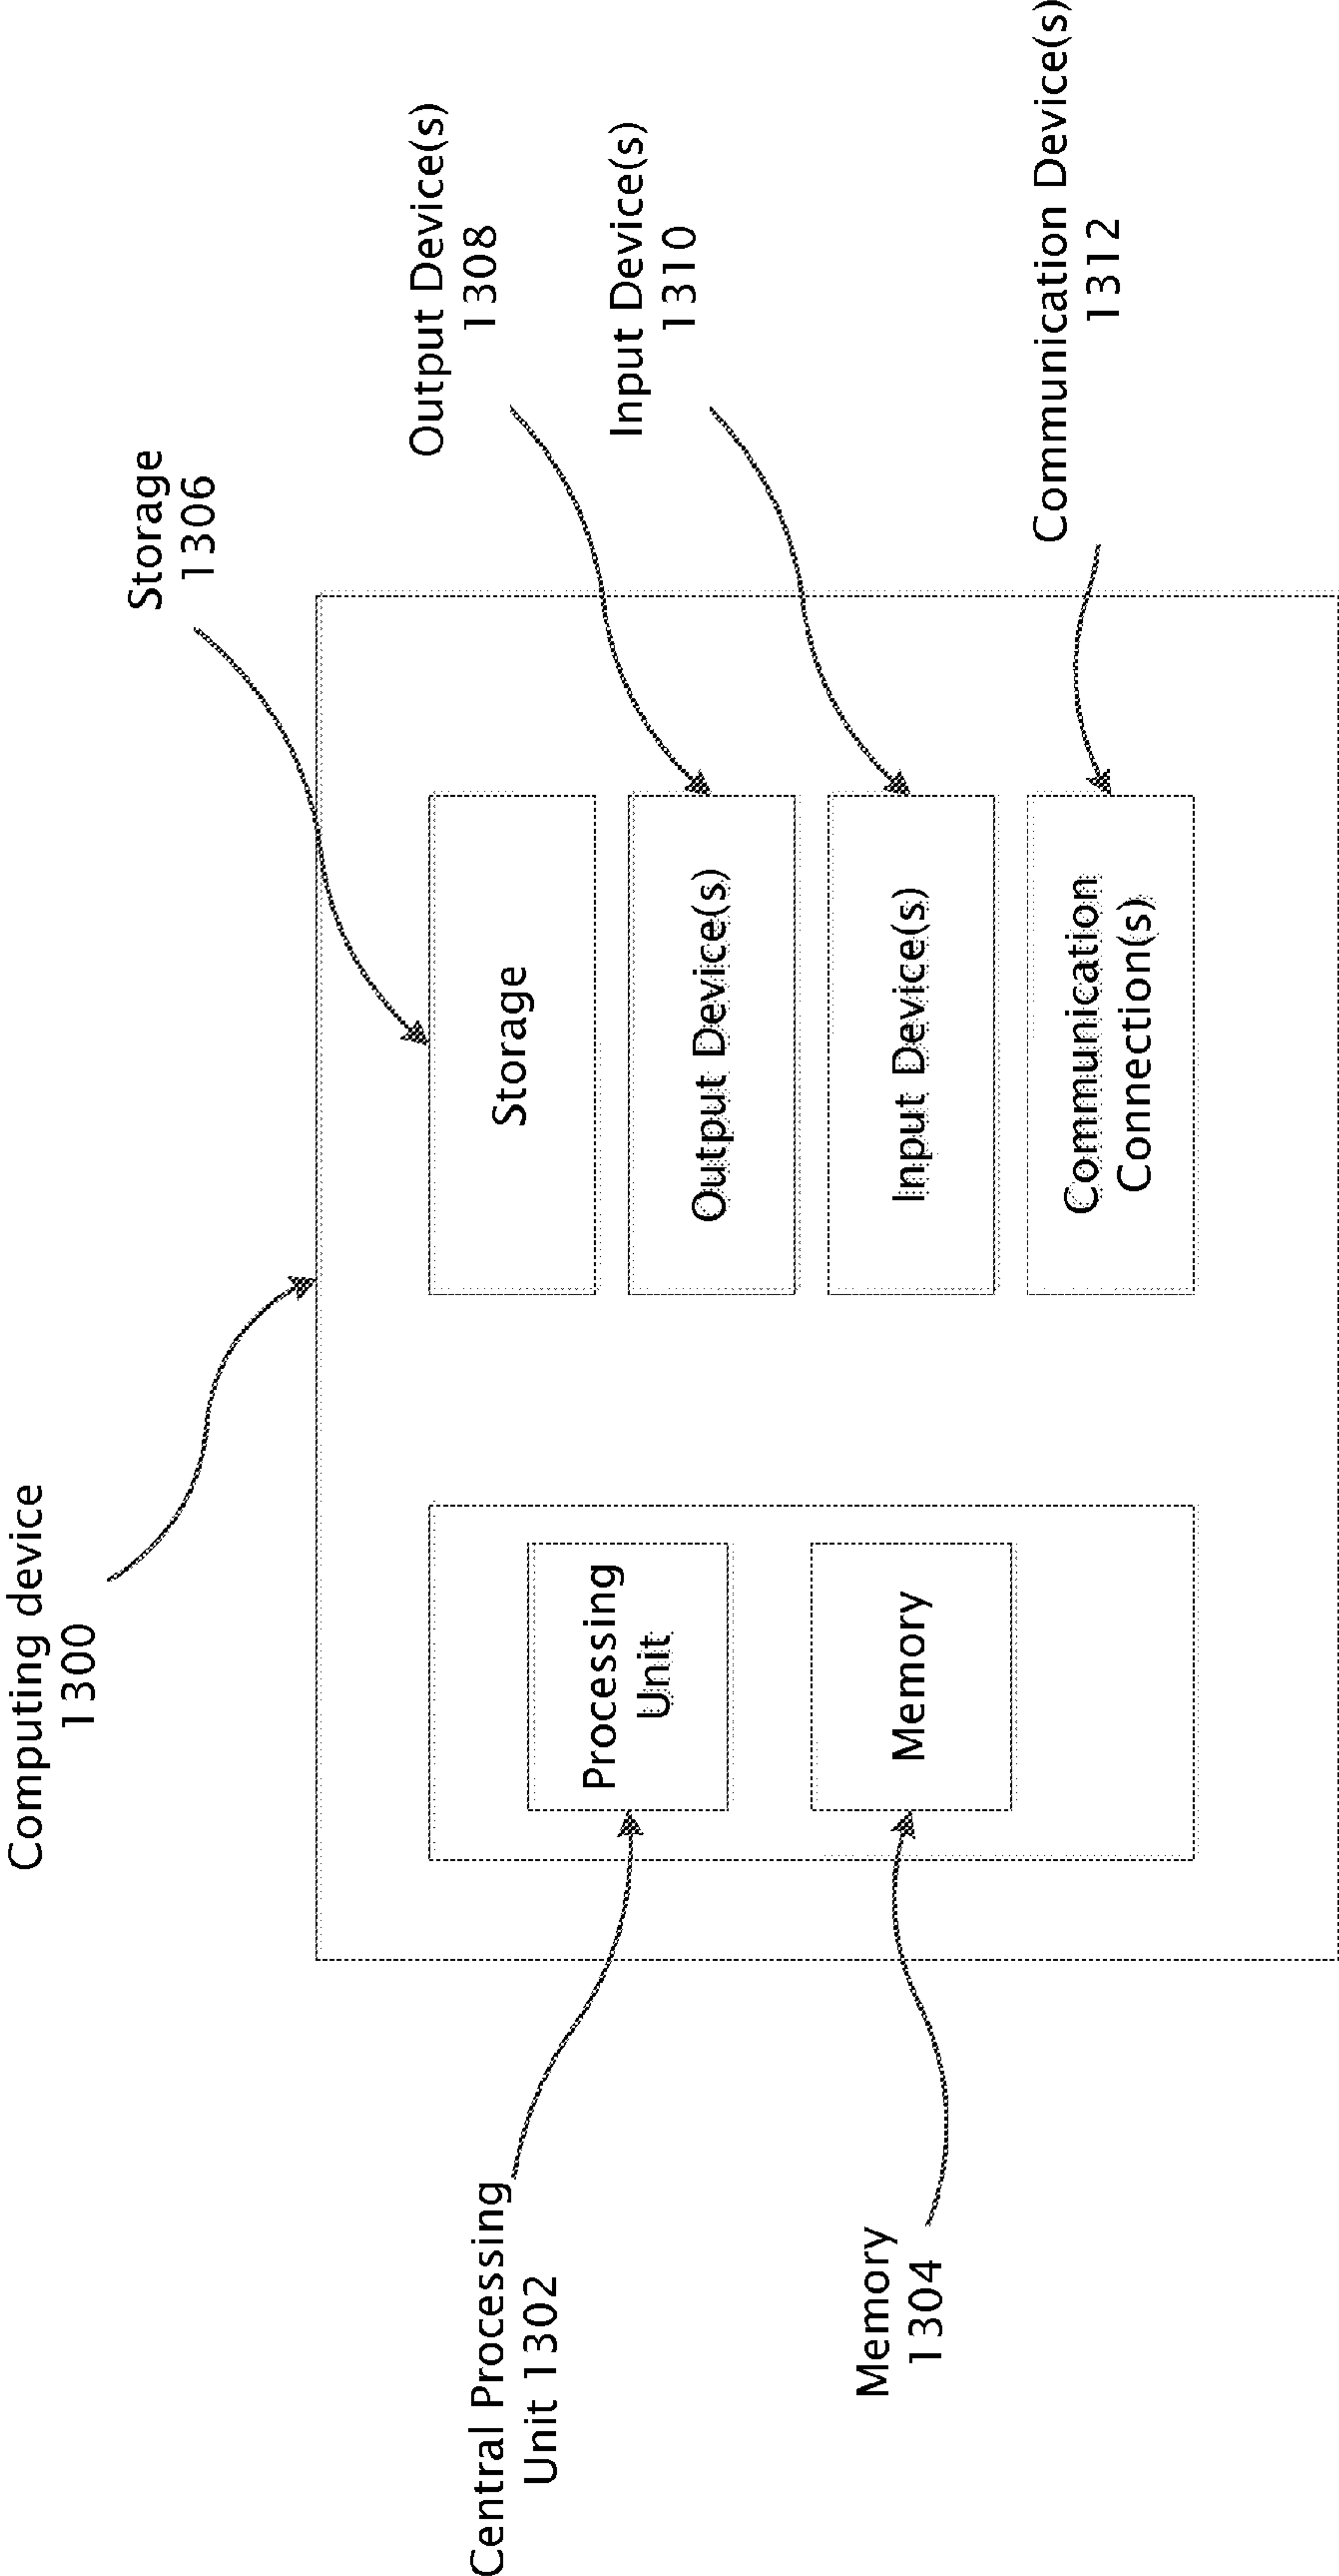 Computing device
1300
Storage
1306
Output Device(s)
1308
Input Device(s)
1310
Communication Device(s)
1312
Central Processing
Unit 1302
Memory
1304
Processing
Unit
Memory
Storage
Output Device(s)
Input Device(s)
Communication
Connection(s)